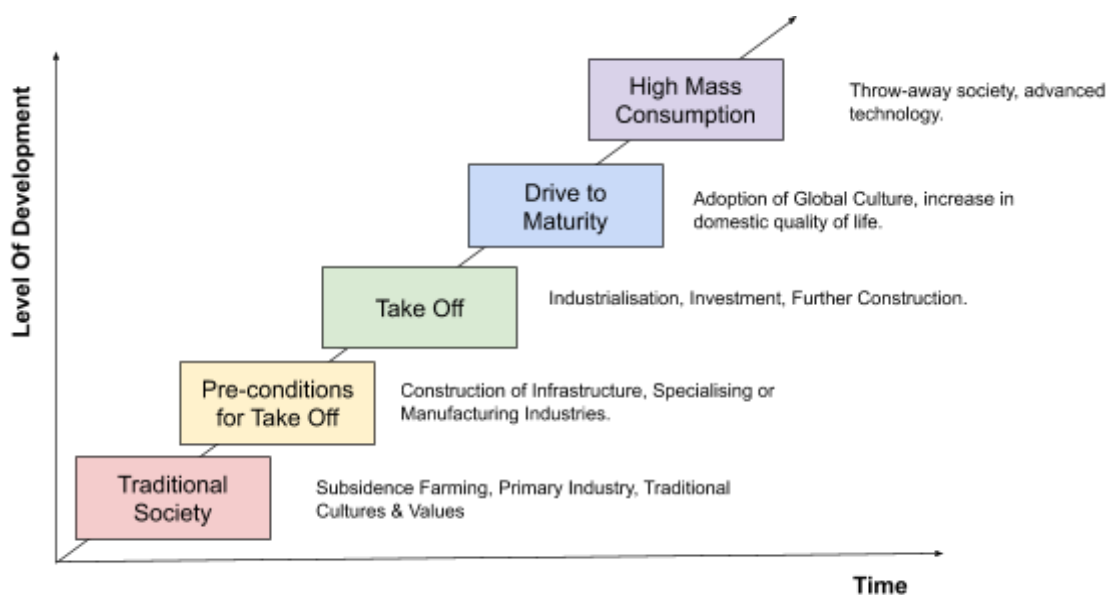 Level Of Development
High Mass
Consumption
Throw-away society, advanced
technology.
Drive to
Maturity
Adoption of Global Culture, increase in
domestic quality of life.
Take Off
Industrialisation, Investment, Further Construction.
Pre-conditions
for Take Off
Construction of Infrastructure, Specialising or
Manufacturing Industries.
Traditional
Society
Subsidence Farming, Primary Industry, Traditional
Cultures & Values
Time